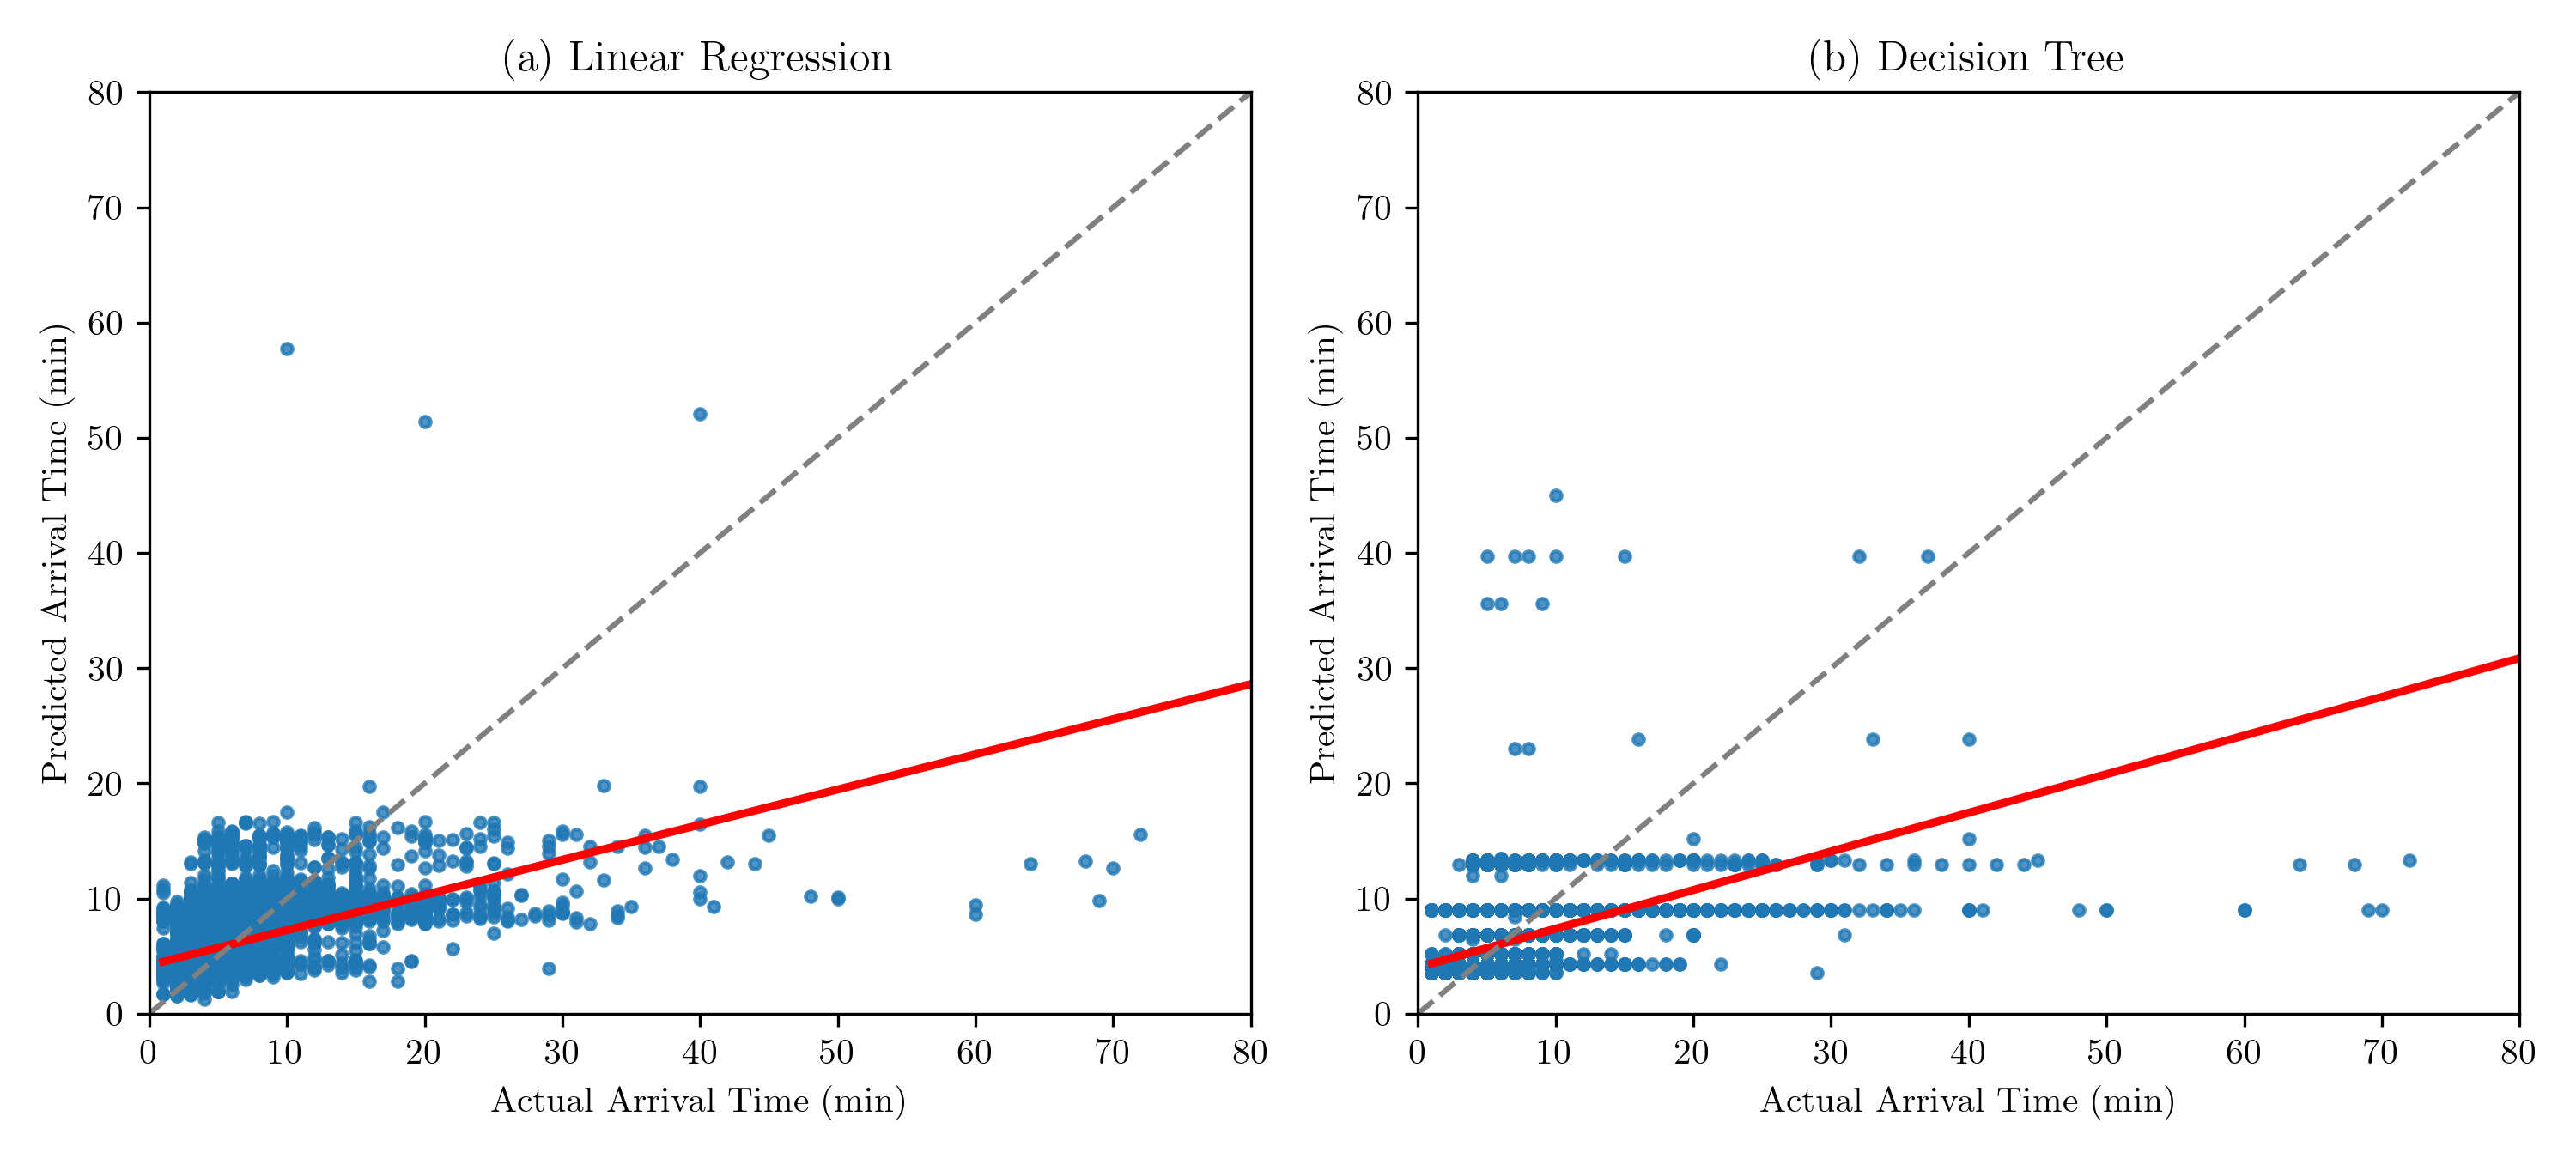 (a) Linear Regression
80
70
60
50
40
30
20
10
0
0 10 20 30 40 50 60 70 80
Predicted Arrival Time (min)
Actual Arrival Time (min)
(b) Decision Tree
80
70
60
50
40
30
20
10
0
0 10 20 30 40 50 60 70 80
Predicted Arrival Time (min)
Actual Arrival Time (min)